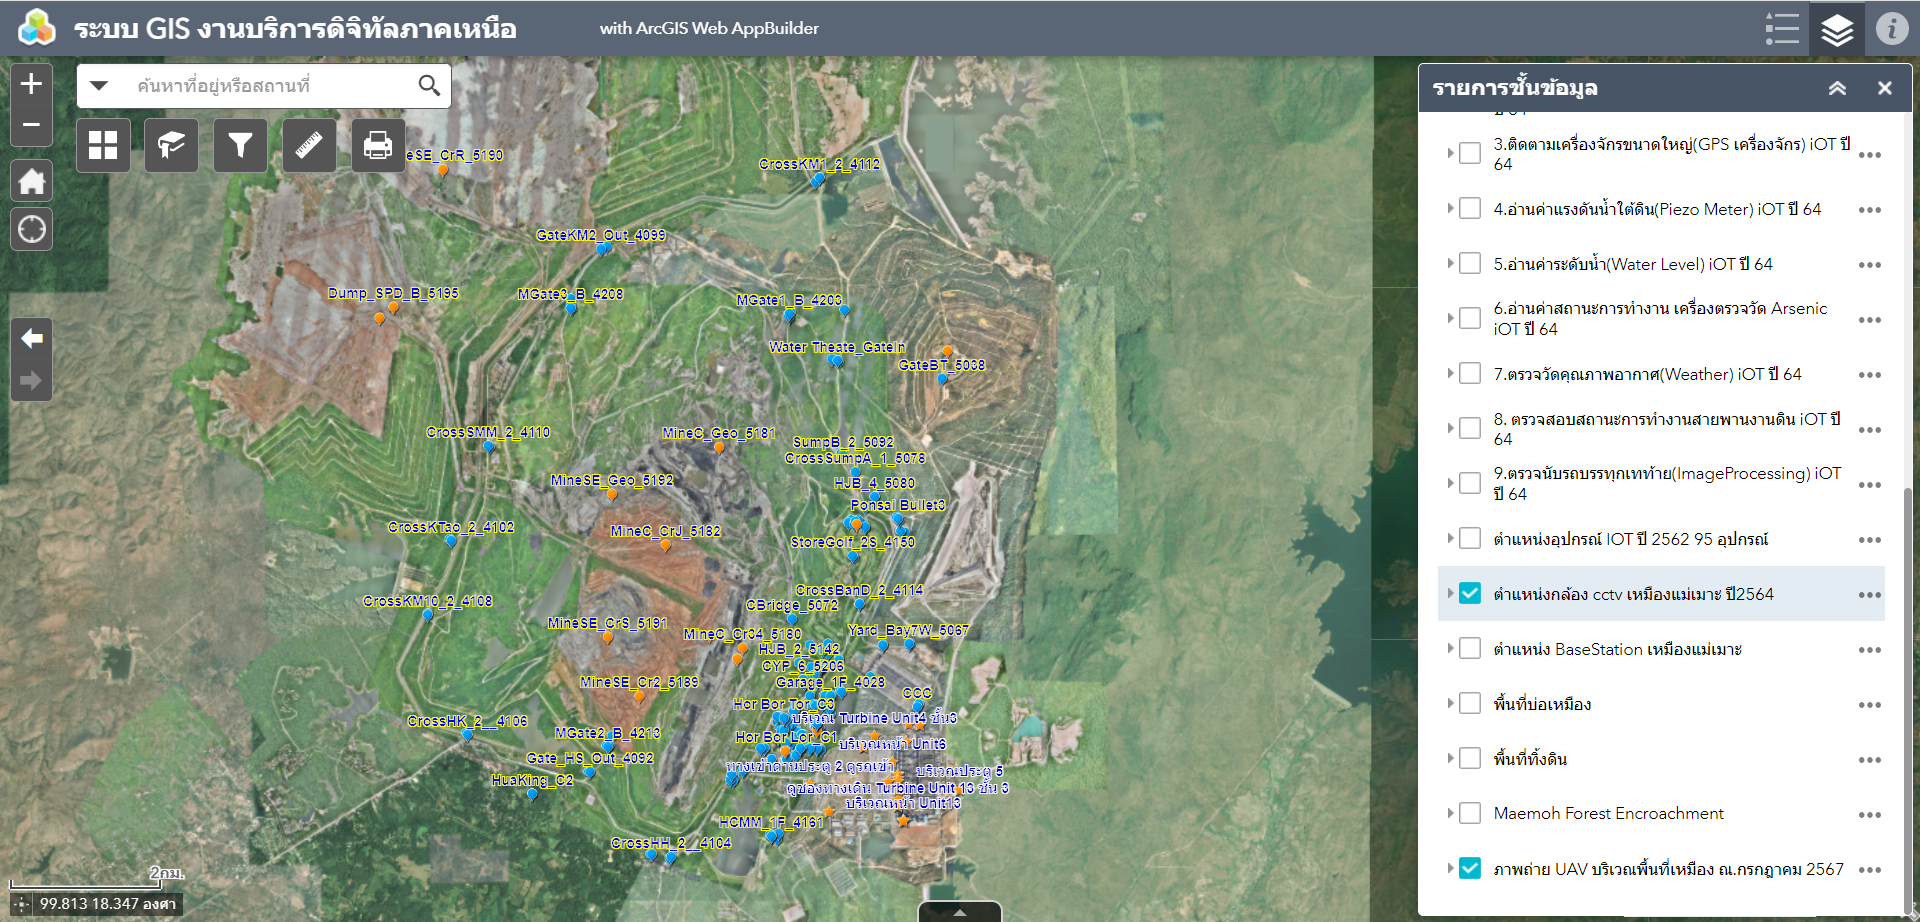 ระบบ GIS งานบริการดิจิทัลภาคเหนือ
with ArcGIS Web AppBuilder
ค้นหาที่อยู่หรือสถานที่
eSE_CrR_5190
CrossKM1_2_4112
GateKM2_Out_4099
Dump_SPD_B_5195
MGate3_B_4208
MGate1_B_4203
Water Theate_GateIn
GateBT_5038
CrossSMM_2_4110
MineC_Geo_5181
SumpB_2_5092
CrossSumpA_1_5078
MineSE_Geo_5192
HJB_4_5080
Ponsai Bullet3
CrossKTao_2_4102
MineC_CrJ_5182
StoreGolf_2S_4150
CrossBanD_2_4114
CrossKM10_2_4108
CBridge_5072
MineSE_CrS_5191
MineC_Cr34_5180
Yard_Bay7W_5067
HJB_2_5142
CYP_6_5206
MineSE_Cr2_5189
Garage_1F_4028
CCC
Hor Bor Tor_C3
บริเวณ Turbine Unit4 ชั้น3
CrossHK_2__4106
MGate2_B_4213
Hor Bor Lor_C1
บริเวณหน้า Unit6
Gate_HS_Out_4092
ทางเข้าด้านประตู 2 ดูรถเข้า
บริเวณประตู 5
HuaKing_C2
ดูช่องทางเดิน Turbine Unit 13 ชั้น 3
บริเวณหน้า Unit13
HCMM_1F_4161
CrossHH_2__4104
2กม.
99.813 18.347 องศา
รายการชั้นข้อมูล
ปี 64
3.ติดตามเครื่องจักรขนาดใหญ่(GPS เครื่องจักร) iOT ปี
64
4.อ่านค่าแรงดันน้ำใต้ดิน(Piezo Meter) iOT ปี 64
5.อ่านค่าระดับน้ำ(Water Level) iOT ปี 64
6.อ่านค่าสถานะการทำงาน เครื่องตรวจวัด Arsenic
iOT ปี 64
7.ตรวจวัดคุณภาพอากาศ(Weather) iOT ปี 64
8. ตรวจสอบสถานะการทำงานสายพานงานดิน iOT ปี
64
9.ตรวจนับรถบรรทุกเทท้าย(ImageProcessing) iOT
ปี 64
ตำแหน่งอุปกรณ์ IOT ปี 2562 95 อุปกรณ์
ตำแหน่งกล้อง cctv เหมืองแม่เมาะ ปี2564
ตำแหน่ง BaseStation เหมืองแม่เมาะ
พื้นที่บ่อเหมือง
พื้นที่ทิ้งดิน
Maemoh Forest Encroachment
ภาพถ่าย UAV บริเวณพื้นที่เหมือง ณ.กรกฎาคม 2567